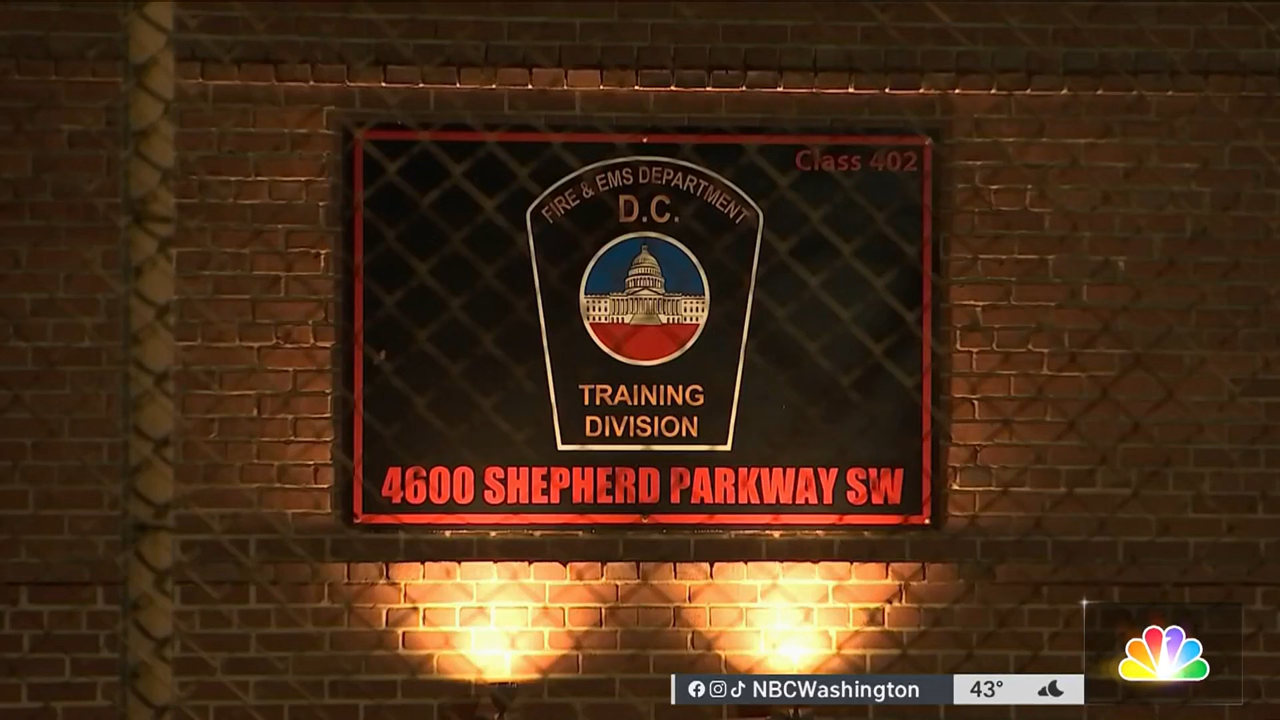 Class 402
FIRE & EMS DEPARTMENT
D.C.
TRAINING
DIVISION
4600 SHEPHERD PARKWAY SW
NBCWashington 43°